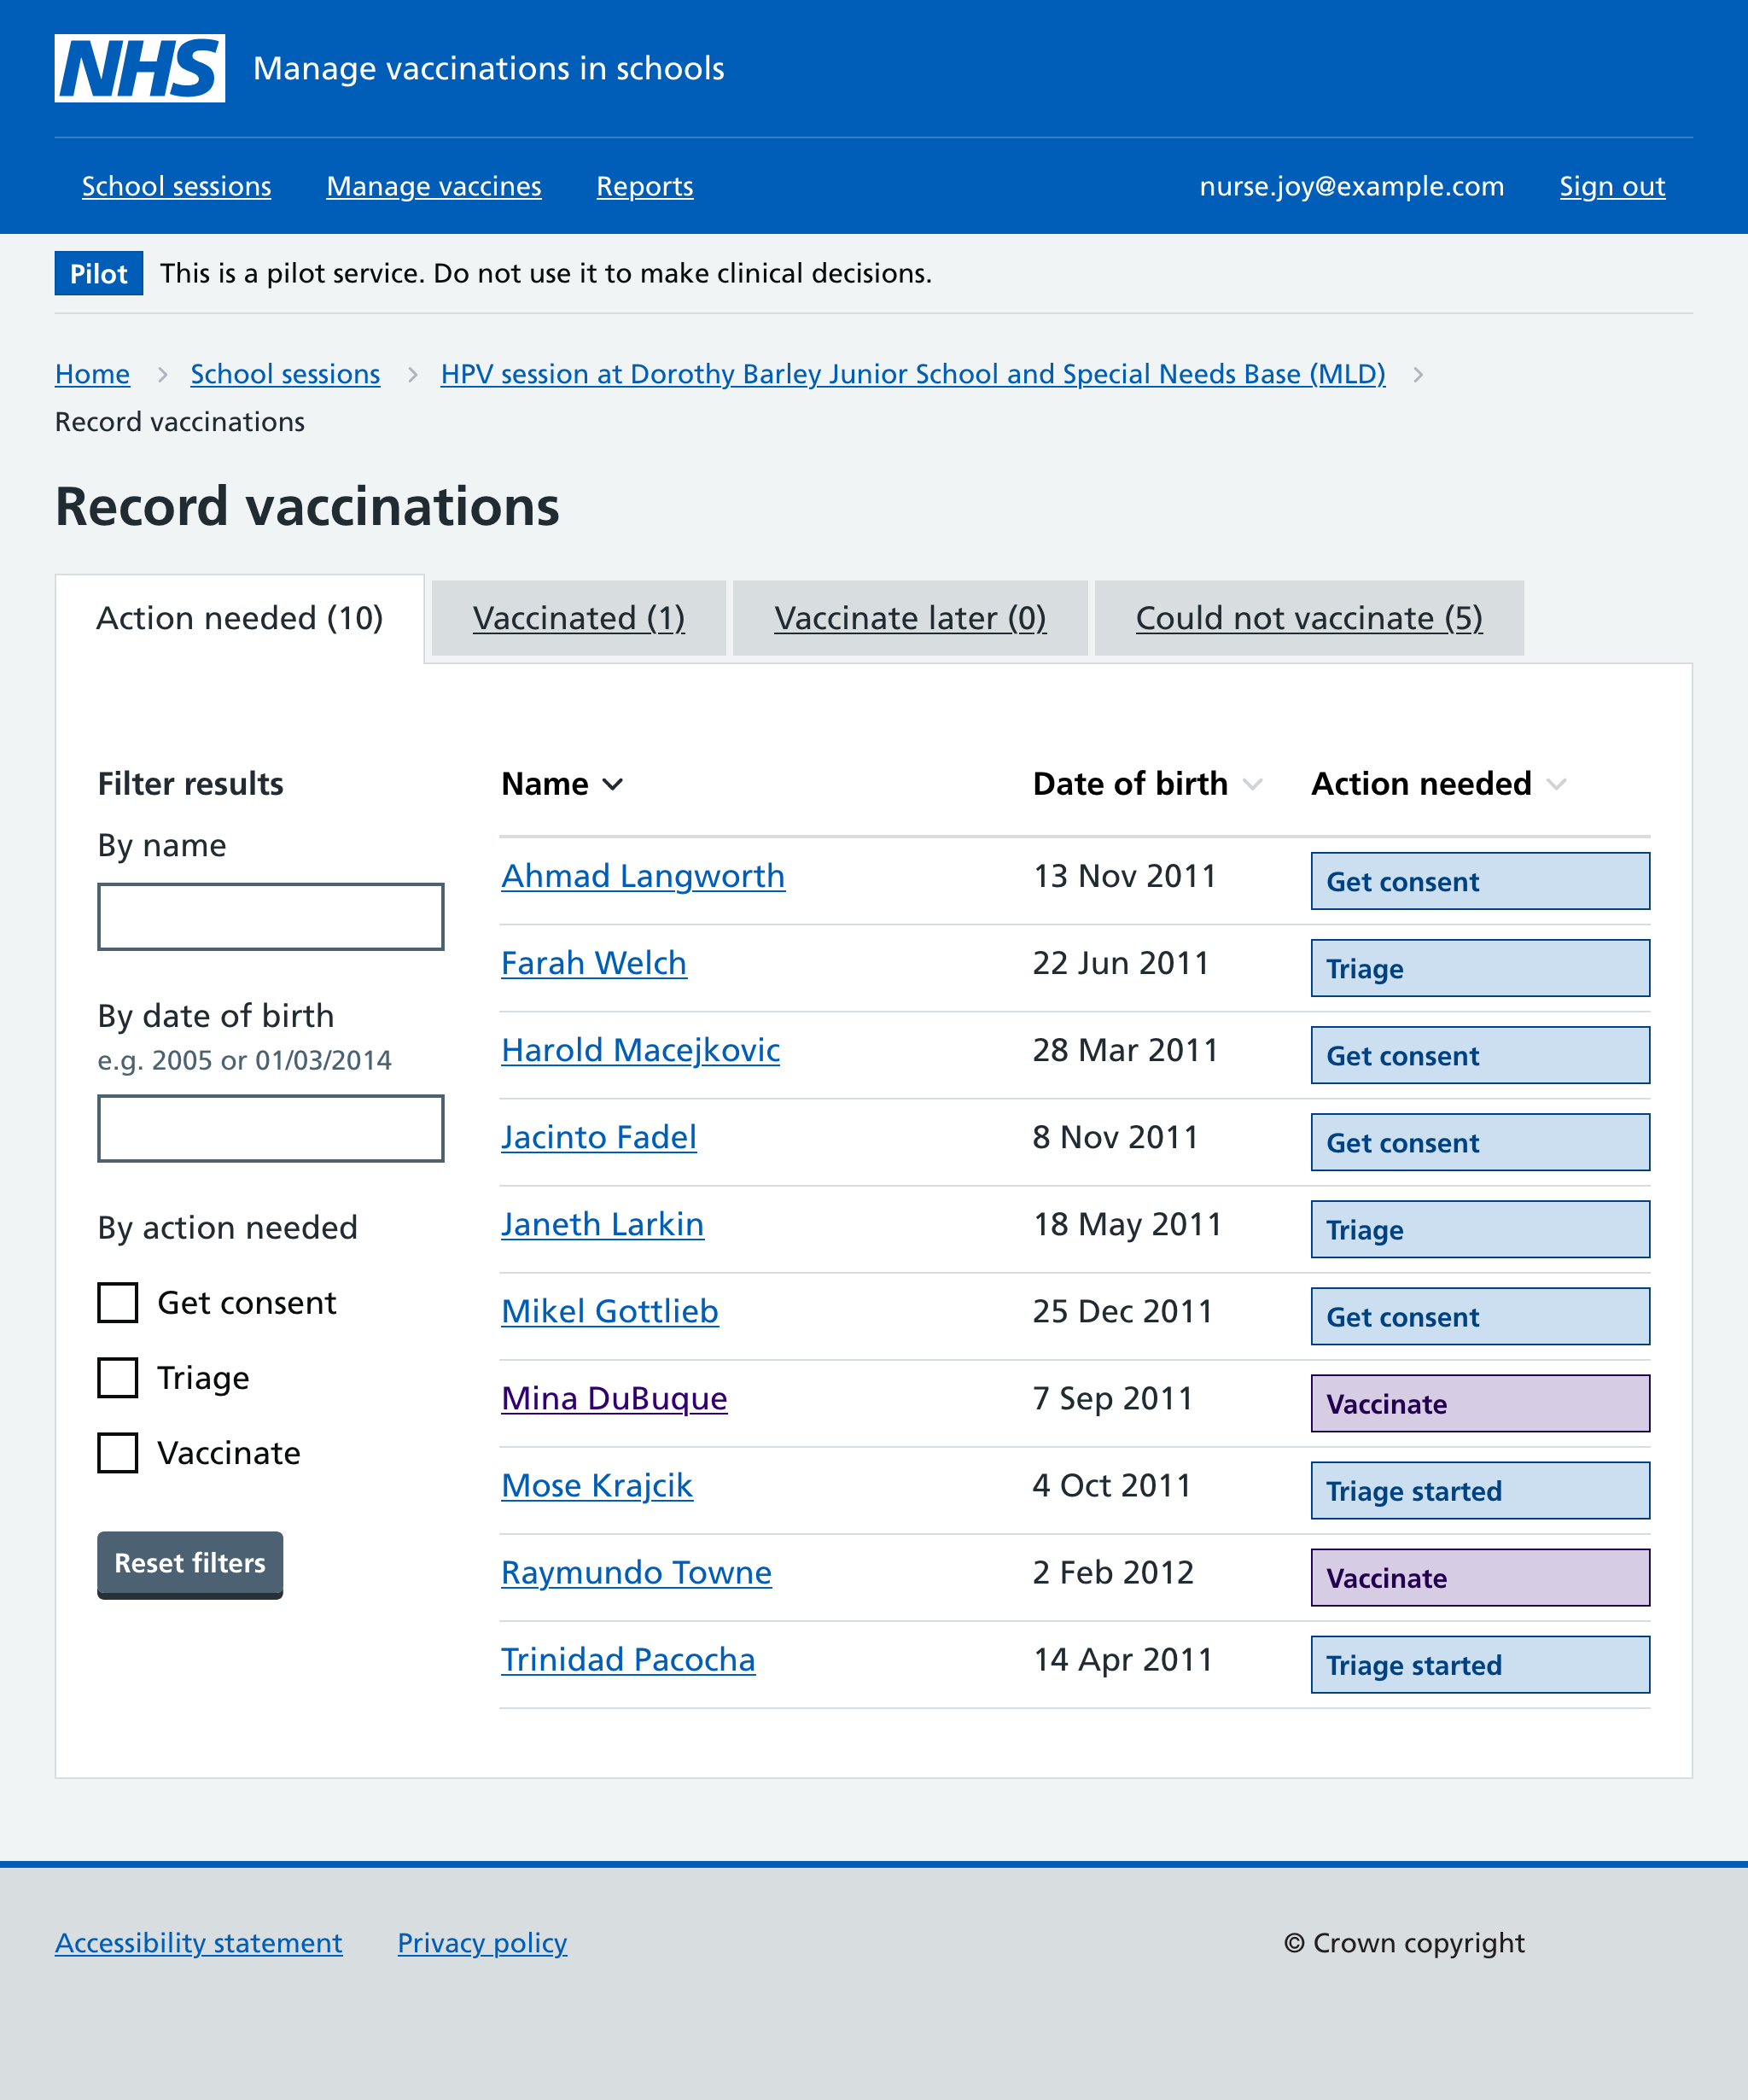 NHS Manage vaccinations in schools
School sessions Manage vaccines Reports nurse.joy@example.com Sign out
Pilot This is a pilot service. Do not use it to make clinical decisions.
Home School sessions HPV session at Dorothy Barley Junior School and Special Needs Base (MLD)
Record vaccinations
Record vaccinations
Action needed (10) Vaccinated (1) Vaccinate later (0) Could not vaccinate (5)
Filter results
By name
By date of birth
e.g. 2005 or 01/03/2014
By action needed
Get consent
Triage
Vaccinate
Reset filters
Name Date of birth Action needed
Ahmad Langworth 13 Nov 2011 Get consent
Farah Welch 22 Jun 2011 Triage
Harold Macejkovic 28 Mar 2011 Get consent
Jacinto Fadel 8 Nov 2011 Get consent
Janeth Larkin 18 May 2011 Triage
Mikel Gottlieb 25 Dec 2011 Get consent
Mina DuBuque 7 Sep 2011 Vaccinate
Mose Krajcik 4 Oct 2011 Triage started
Raymundo Towne 2 Feb 2012 Vaccinate
Trinidad Pacocha 14 Apr 2011 Triage started
Accessibility statement Privacy policy © Crown copyright